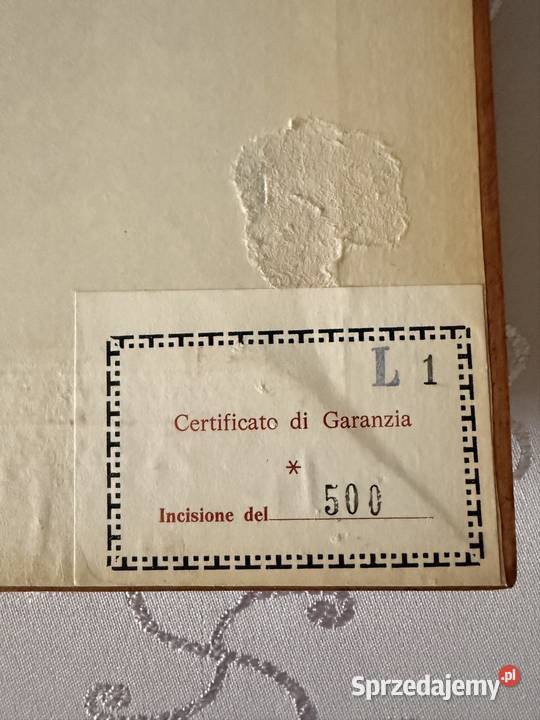 L 1
Certificato di Garanzia
*
Incisione del 500
Sprzedajemy.pl